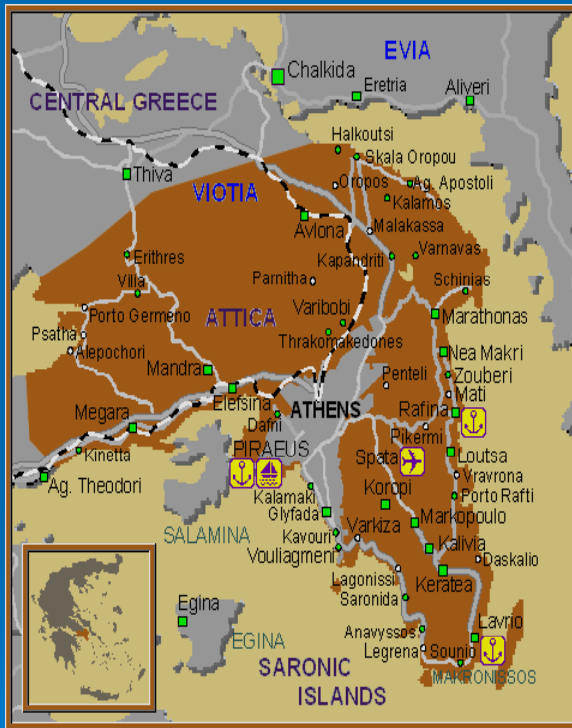 EVIA
Chalkida
Eretria
Aliveri
CENTRAL GREECE
Halkoutsi
Skala Oropou
Thiva
Oropos
Ag. Apostoli
VIOTIA
Kalamos
Avlona
Malakassa
Erithres
Kapandriti
Varnavas
Villa
Parnitha
Schinias
Porto Germeno
Varibobi
ATTICA
Marathonas
Psatha
Thrakomakedones
Alepochori
Nea Makri
Mandra
Penteli
Zouberi
Elefsina
Mati
ATHENS
Rafina
Megara
Dafni
Pikermi
Kinetta
PIRAEUS
Spata
Loutsa
Ag. Theodori
Vravrona
Kalamaki
Koropi
Porto Rafti
Glyfada
Markopoulo
SALAMINA
Kavouri
Varkiza
Vouliagmeni
Kalivia
Daskalio
Lagonissi
Keratea
Egina
Saronida
Anavyssos
Lavrio
EGINA
Legrena
Sounio
SARONIC
ISLANDS
MAKRONISSOS